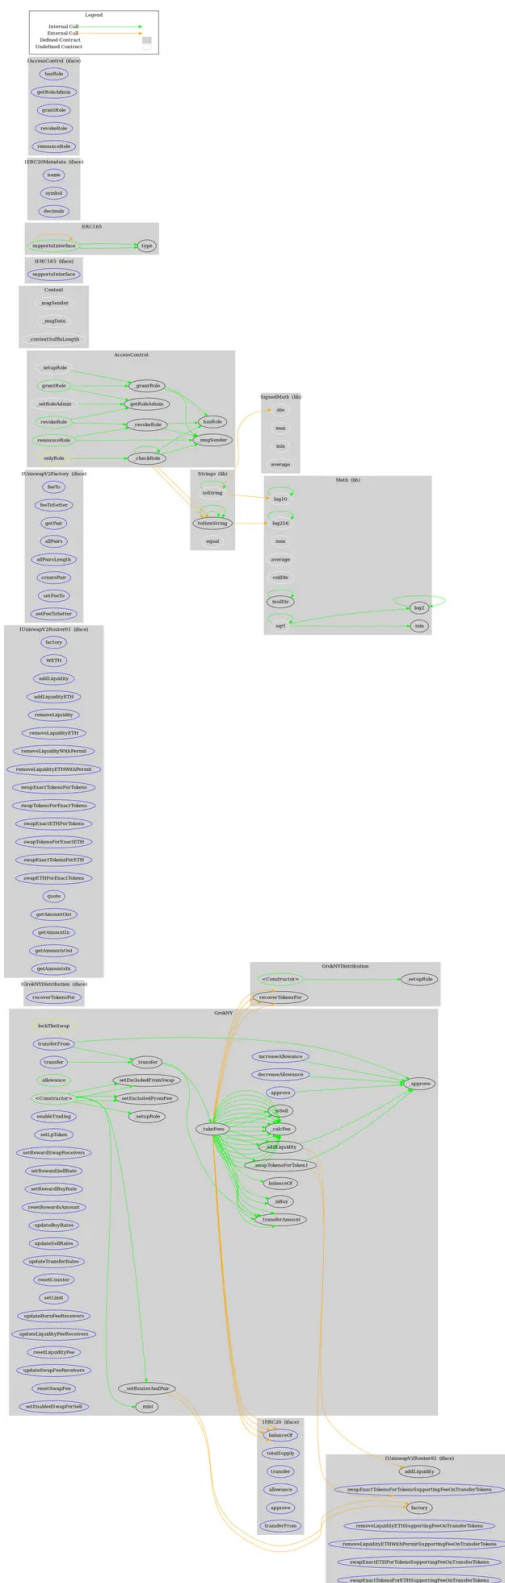 Legend
Internal Call
External Call
Defined Contract
Undefined Contract
IAccessControl (iface)
hasRole
getRoleAdmin
grantRole
revokeRole
renounceRole
IERC20Metadata (iface)
name
symbol
decimals
ERC165
supportsInterface
type
IERC165 (iface)
supportsInterface
Context
_msgSender
_msgData
_contextSuffixLength
AccessControl
_setupRole
grantRole
_setRoleAdmin
revokeRole
renounceRole
onlyRole
_grantRole
getRoleAdmin
_revokeRole
_checkRole
hasRole
_msgSender
SignedMath (lib)
abs
max
min
average
Strings (lib)
toString
toHexString
equal
Math (lib)
log10
log256
max
average
ceilDiv
mulDiv
sqrt
log2
min
IUniswapV2Factory (iface)
feeTo
feeToSetter
getPair
allPairs
allPairsLength
createPair
setFeeTo
setFeeToSetter
IUniswapV2Router01 (iface)
factory
WETH
addLiquidity
addLiquidityETH
removeLiquidity
removeLiquidityETH
removeLiquidityWithPermit
removeLiquidityETHWithPermit
swapExactTokensForTokens
swapTokensForExactTokens
swapExactETHForTokens
swapTokensForExactETH
swapExactTokensForETH
swapETHForExactTokens
quote
getAmountOut
getAmountIn
getAmountsOut
getAmountsIn
GrokNYDistribution
<Constructor>
_setupRole
recoverTokensFor
IGrokNYDistribution (iface)
recoverTokensFor
GrokNY
lockTheSwap
transferFrom
transfer
allowance
<Constructor>
enableTrading
setLpToken
setRewardSwapReceivers
setRewardSellRate
setRewardBuyRate
resetRewardsAmount
updateBuyRates
updateSellRates
updateTransferRates
resetCounter
setLimit
updateBurnFeeReceivers
updateLiquidityFeeReceivers
resetLiquidityFee
updateSwapFeeReceivers
resetSwapFee
setEnabledSwapForSell
_transfer
setExcludedFromSwap
setExcludedFromFee
_setupRole
_setRouterAndPair
_mint
takeFees
increaseAllowance
decreaseAllowance
approve
_isSell
_calcFee
_addLiquidity
_swapTokensForToken1
balanceOf
_isBuy
_transferAmount
_approve
IERC20 (iface)
balanceOf
totalSupply
transfer
allowance
approve
transferFrom
IUniswapV2Router02 (iface)
addLiquidity
swapExactTokensForTokensSupportingFeeOnTransferTokens
factory
removeLiquidityETHSupportingFeeOnTransferTokens
removeLiquidityETHWithPermitSupportingFeeOnTransferTokens
swapExactETHForTokensSupportingFeeOnTransferTokens
swapExactTokensForETHSupportingFeeOnTransferTokens